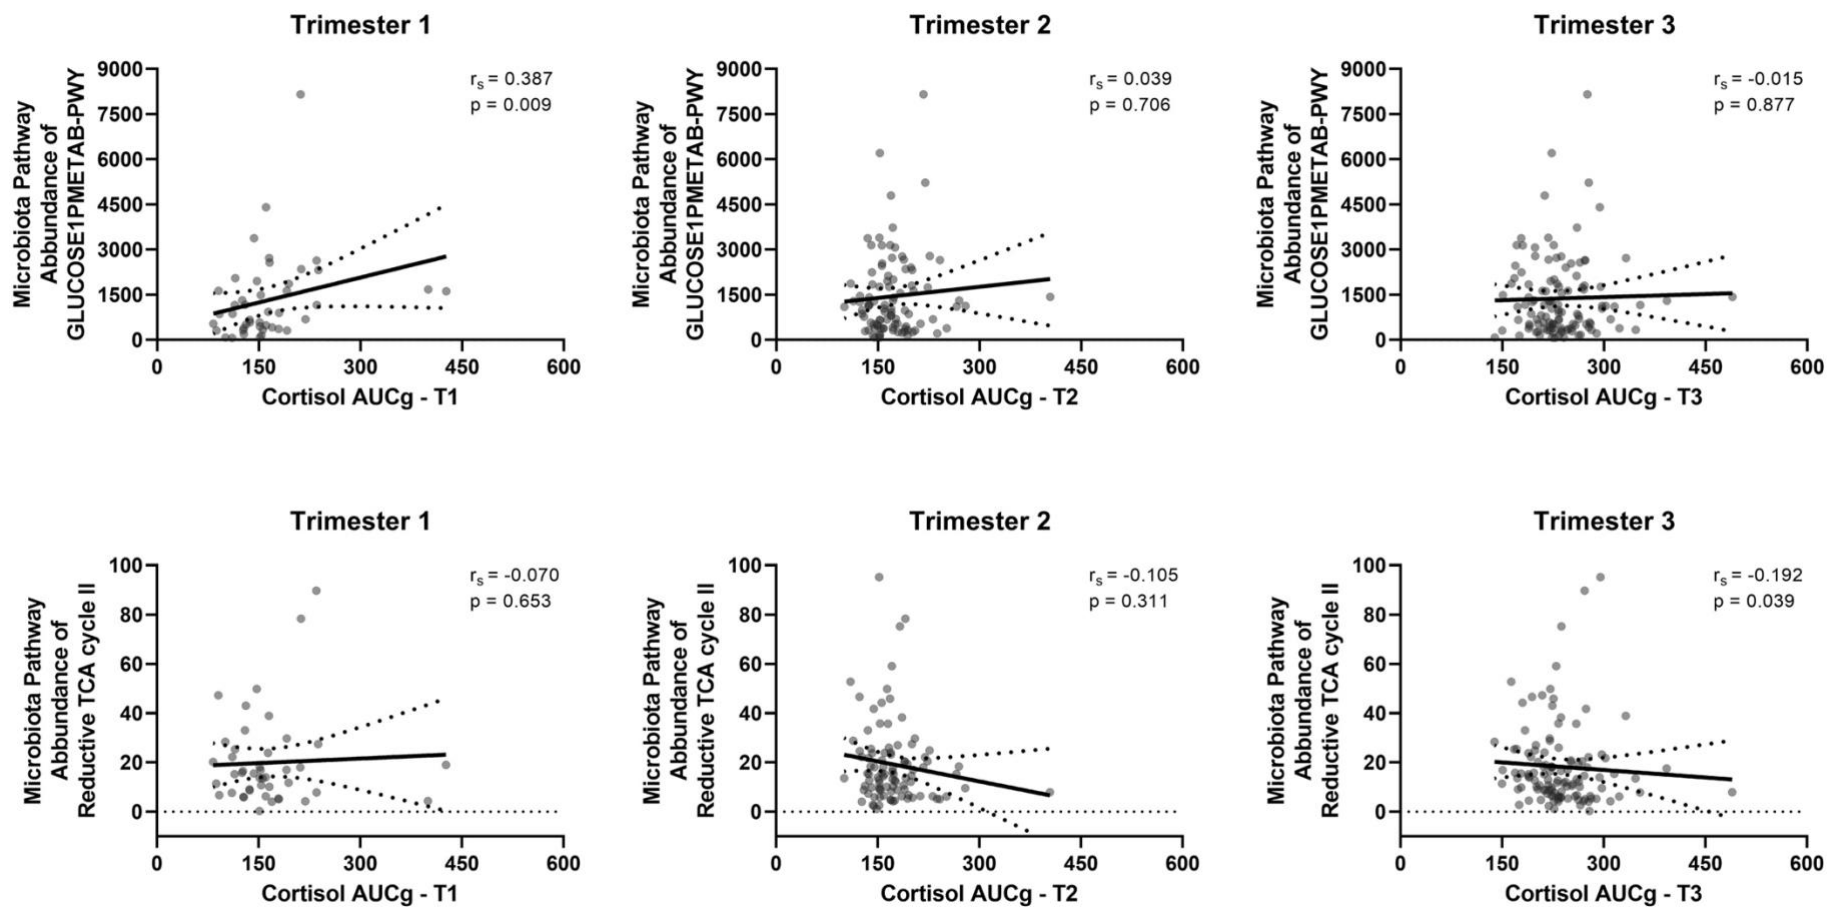 Trimester 1
Microbiota Pathway
Abbundance of
GLUCOSE1PMETAB-PWY
9000
7500
6000
4500
3000
1500
0
rs = 0.387
p = 0.009
0 150 300 450 600
Cortisol AUCg - T1
Trimester 2
Microbiota Pathway
Abbundance of
GLUCOSE1PMETAB-PWY
9000
7500
6000
4500
3000
1500
0
rs = 0.039
p = 0.706
0 150 300 450 600
Cortisol AUCg - T2
Trimester 3
Microbiota Pathway
Abbundance of
GLUCOSE1PMETAB-PWY
9000
7500
6000
4500
3000
1500
0
rs = -0.015
p = 0.877
0 150 300 450 600
Cortisol AUCg - T3
Trimester 1
Microbiota Pathway
Abbundance of
Reductive TCA cycle II
100
80
60
40
20
0
rs = -0.070
p = 0.653
0 150 300 450 600
Cortisol AUCg - T1
Trimester 2
Microbiota Pathway
Abbundance of
Reductive TCA cycle II
100
80
60
40
20
0
rs = -0.105
p = 0.311
0 150 300 450 600
Cortisol AUCg - T2
Trimester 3
Microbiota Pathway
Abbundance of
Reductive TCA cycle II
100
80
60
40
20
0
rs = -0.192
p = 0.039
0 150 300 450 600
Cortisol AUCg - T3